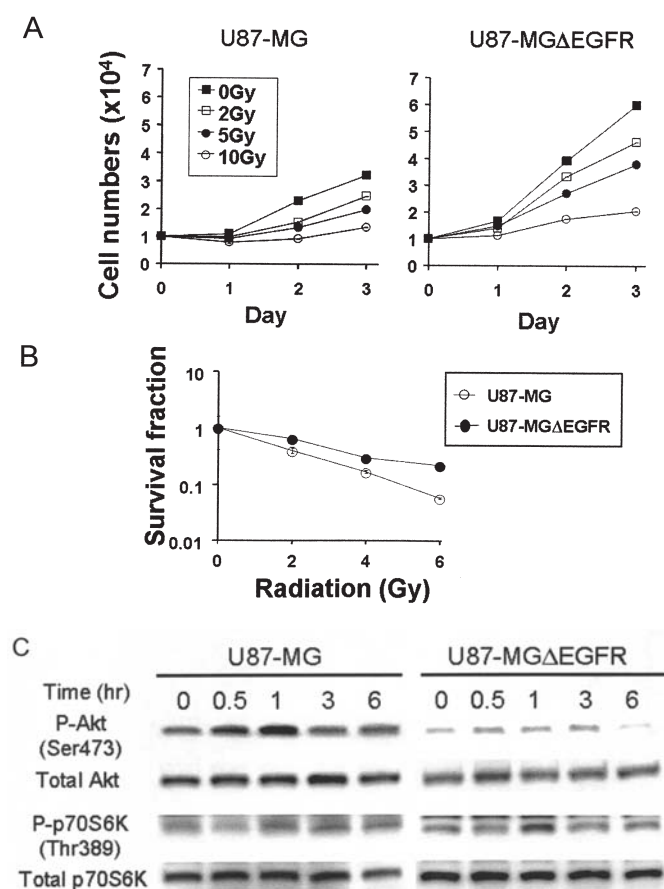 A
U87-MG
U87-MGΔEGFR
Cell numbers (x10⁴)
7
6
5
4
3
2
1
0
0Gy
2Gy
5Gy
10Gy
0 1 2 3
Day
7
6
5
4
3
2
1
0
0 1 2 3
Day
B
Survival fraction
10
1
0.1
0.01
0 2 4 6
Radiation (Gy)
U87-MG
U87-MGΔEGFR
C
U87-MG
U87-MGΔEGFR
Time (hr) 0 0.5 1 3 6 0 0.5 1 3 6
P-Akt
(Ser473)
Total Akt
P-p70S6K
(Thr389)
Total p70S6K